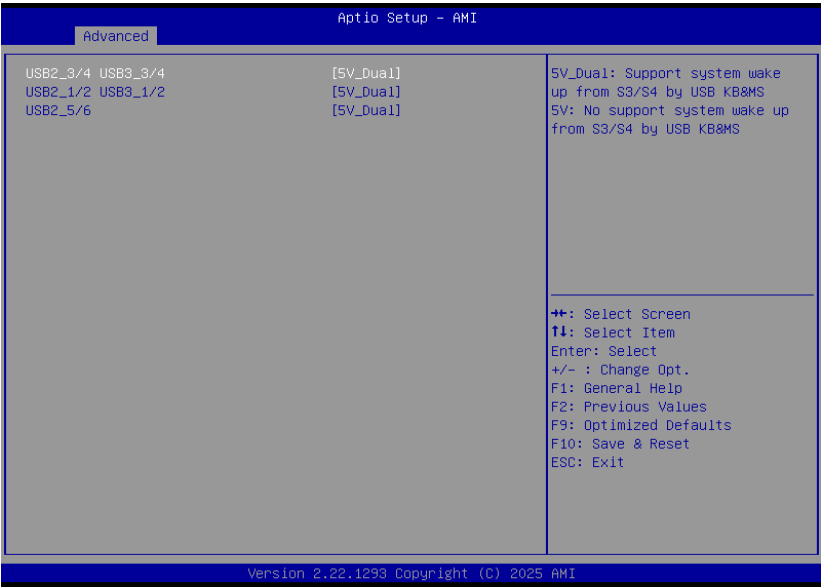 Aptio Setup - AMI
Advanced
USB2_3/4 USB3_3/4 [5V_Dual]
USB2_1/2 USB3_1/2 [5V_Dual]
USB2_5/6 [5V_Dual]
5V_Dual: Support system wake
up from S3/S4 by USB KB&MS
5V: No support system wake up
from S3/S4 by USB KB&MS
→←: Select Screen
↑↓: Select Item
Enter: Select
+/- : Change Opt.
F1: General Help
F2: Previous Values
F9: Optimized Defaults
F10: Save & Reset
ESC: Exit
Version 2.22.1293 Copyright (C) 2025 AMI